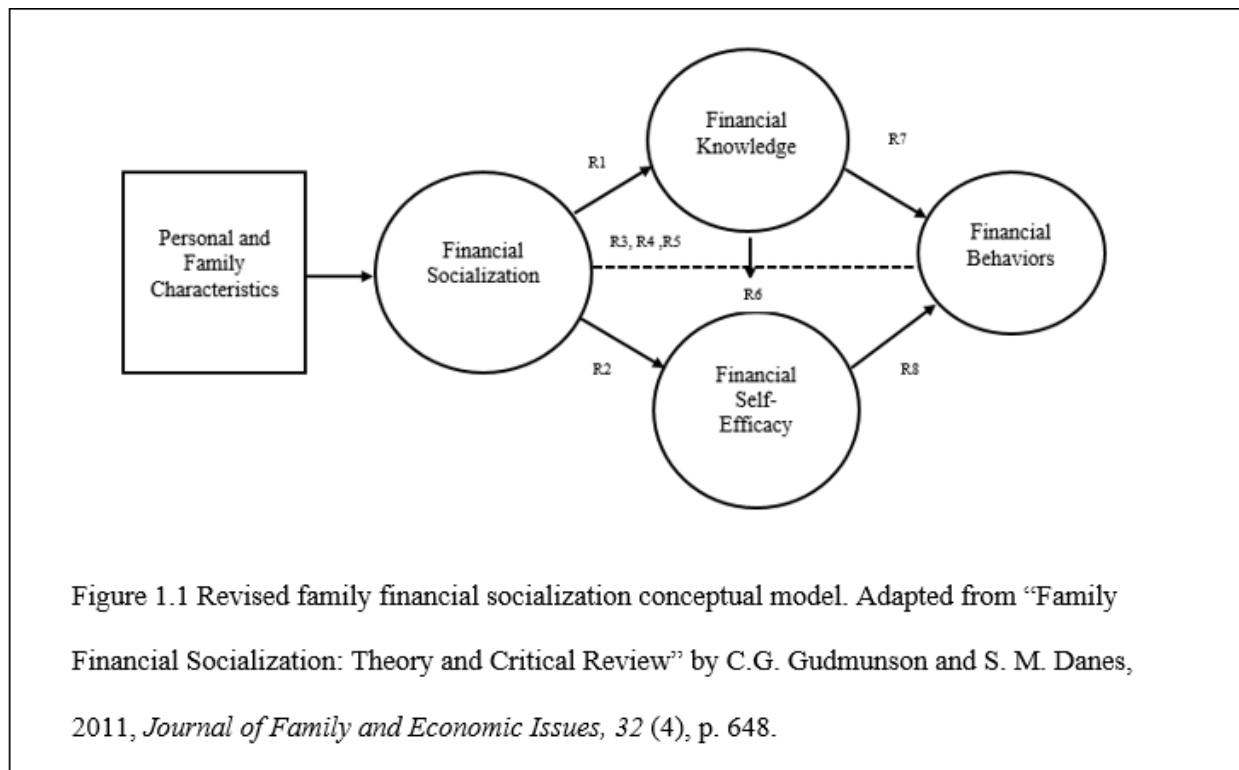 Personal and
Family
Characteristics
Financial
Socialization
R1
R2
R3, R4 ,R5
Financial
Knowledge
R6
Financial
Self-
Efficacy
R7
R8
Financial
Behaviors
Figure 1.1 Revised family financial socialization conceptual model. Adapted from “Family
Financial Socialization: Theory and Critical Review” by C.G. Gudmunson and S. M. Danes,
2011, Journal of Family and Economic Issues, 32 (4), p. 648.